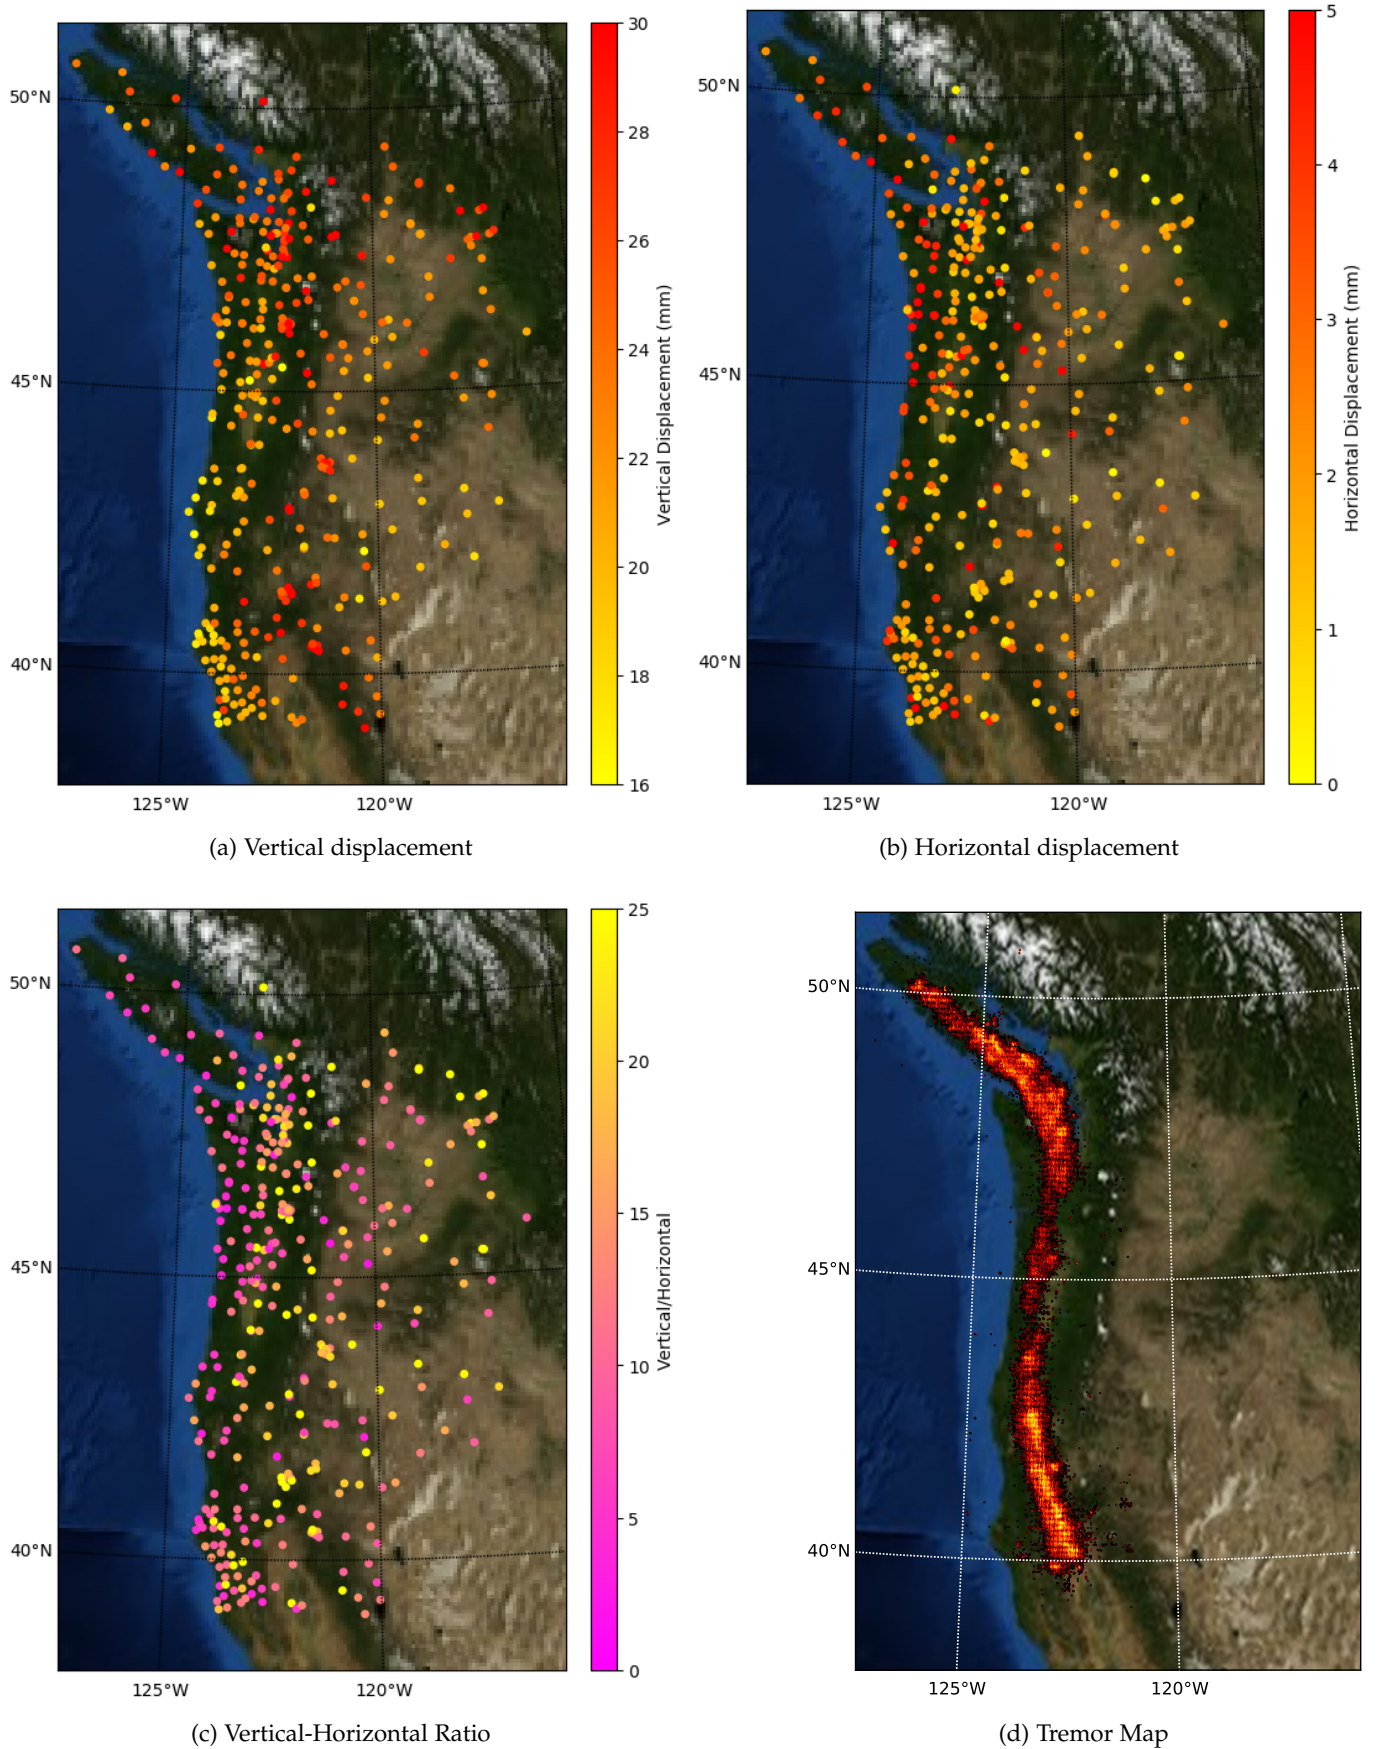 50°N
45°N
40°N
125°W 120°W
30
28
26
24
22
20
18
16
Vertical Displacement (mm)
(a) Vertical displacement
50°N
45°N
40°N
125°W 120°W
5
4
3
2
1
0
Horizontal Displacement (mm)
(b) Horizontal displacement
50°N
45°N
40°N
125°W 120°W
25
20
15
10
5
0
Vertical/Horizontal
(c) Vertical-Horizontal Ratio
50°N
45°N
40°N
125°W 120°W
(d) Tremor Map